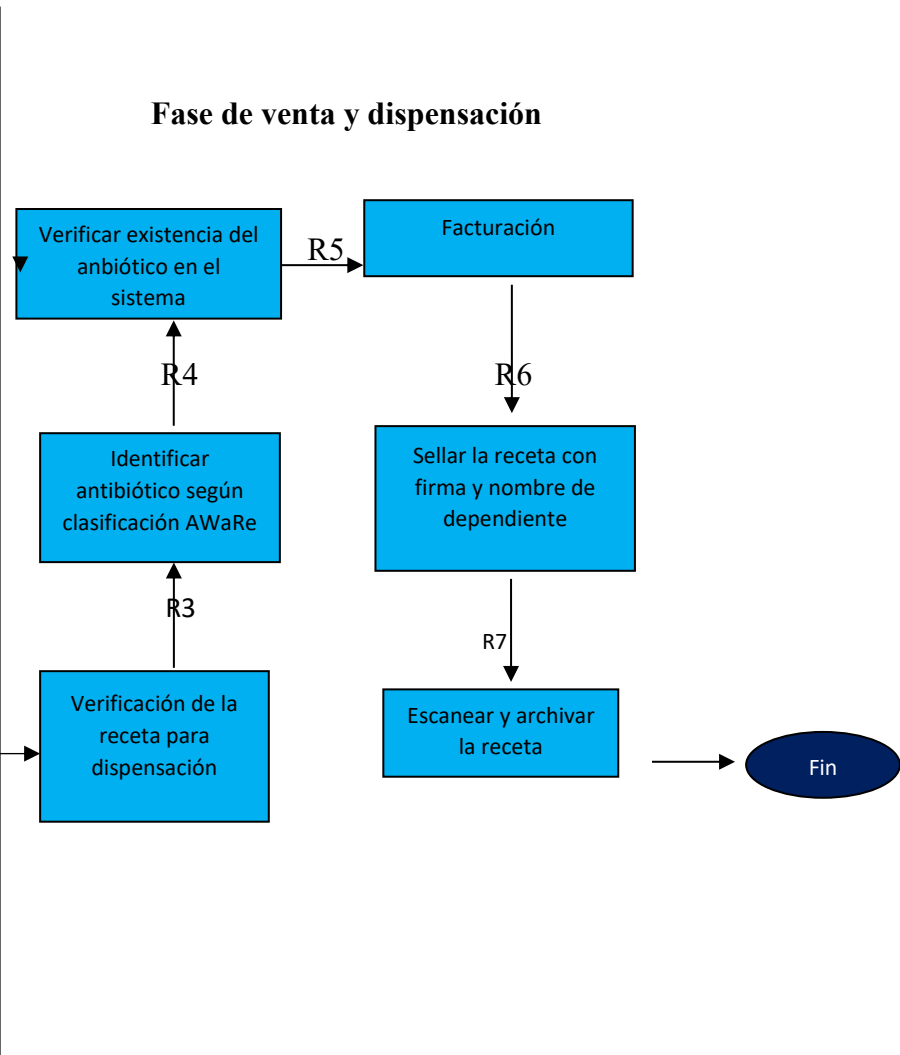 Fase de venta y dispensación
Verificar existencia del
anbiótico en el
sistema
R5
Facturación
R4
R6
Identificar
antibiótico según
clasificación AWaRe
Sellar la receta con
firma y nombre de
dependiente
R3
R7
Verificación de la
receta para
dispensación
Escanear y archivar
la receta
Fin